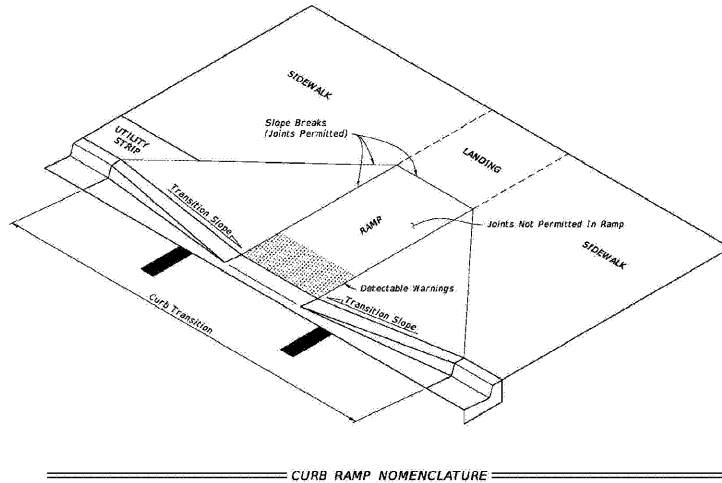 SIDEWALK
UTILITY
STRIP
Slope Breaks
(Joints Permitted)
LANDING
Transition Slope
RAMP
Joints Not Permitted In Ramp
SIDEWALK
Detectable Warnings
Transition Slope
Curb Transition
CURB RAMP NOMENCLATURE